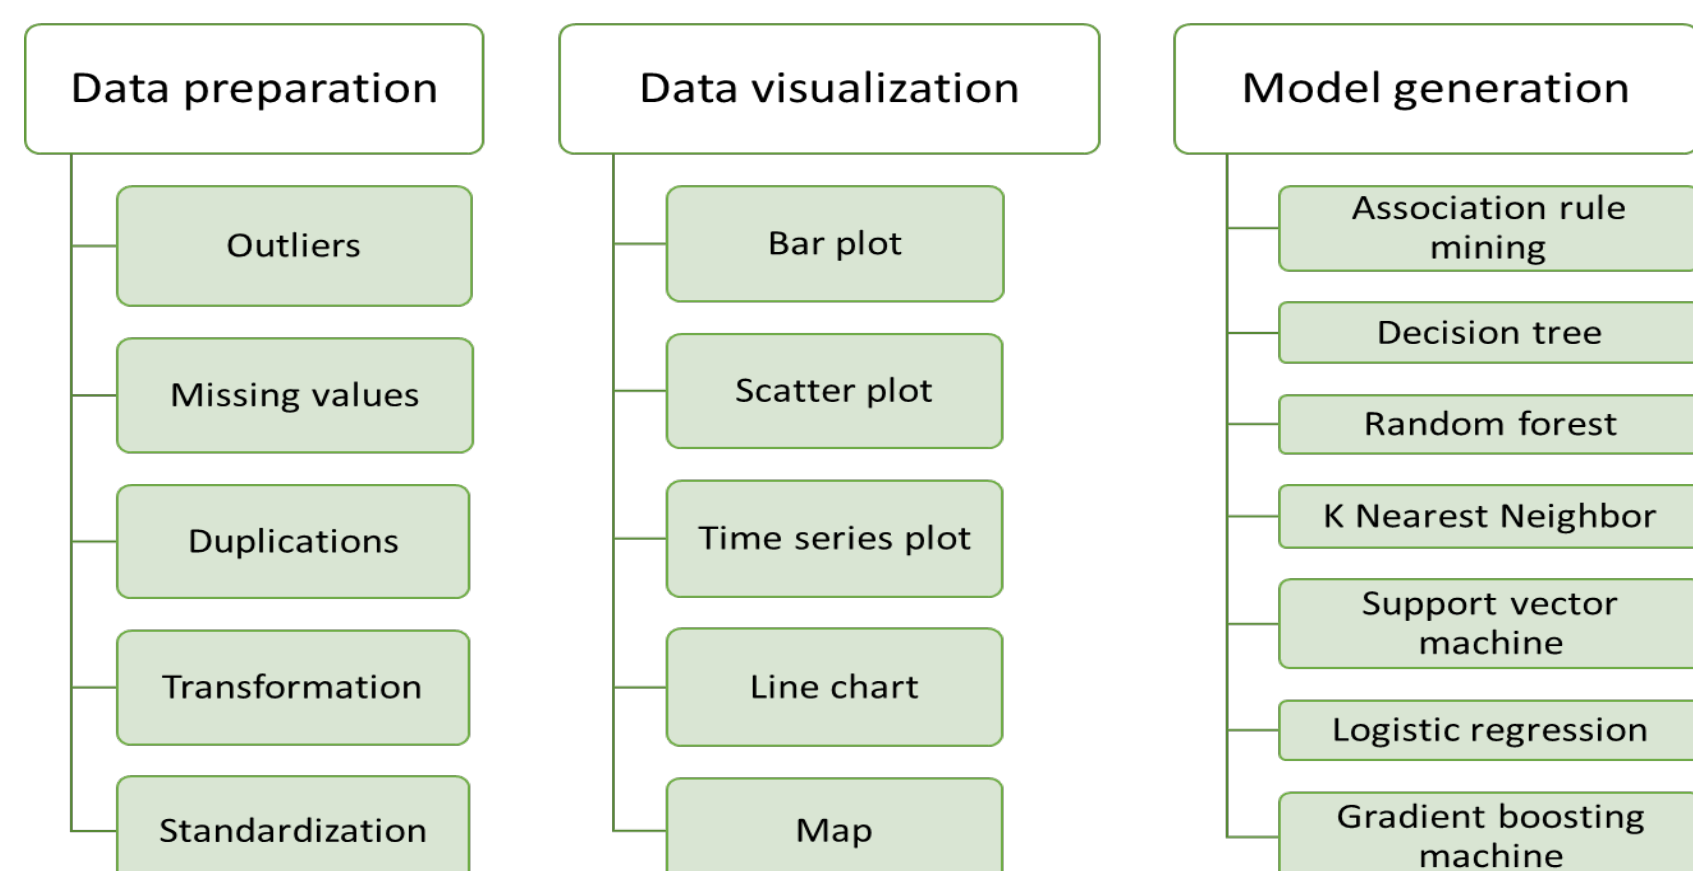 Data preparation
Outliers
Missing values
Duplications
Transformation
Standardization
Data visualization
Bar plot
Scatter plot
Time series plot
Line chart
Map
Model generation
Association rule
mining
Decision tree
Random forest
K Nearest Neighbor
Support vector
machine
Logistic regression
Gradient boosting
machine